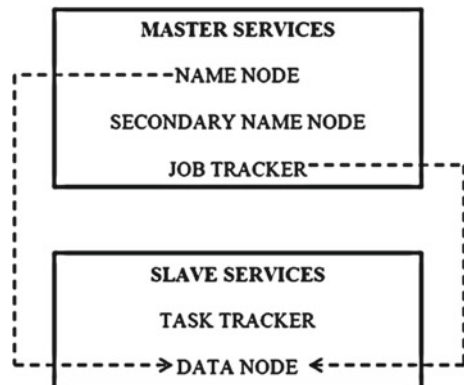 MASTER SERVICES
NAME NODE
SECONDARY NAME NODE
JOB TRACKER
SLAVE SERVICES
TASK TRACKER
DATA NODE